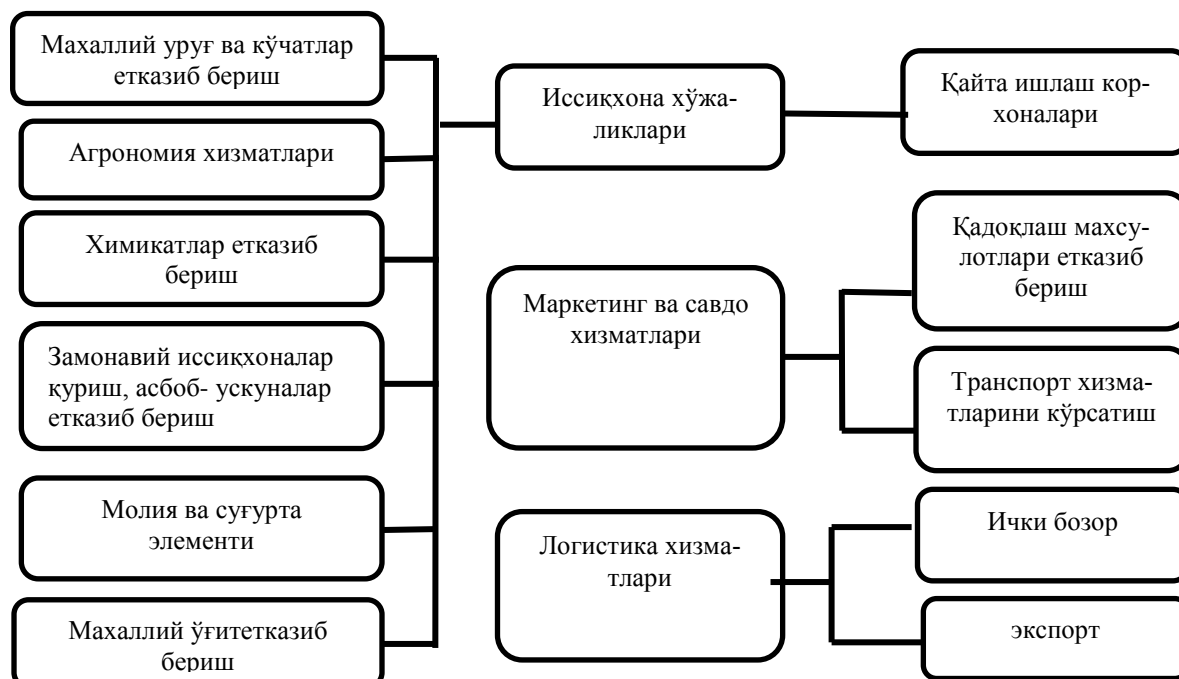 Махаллий уруғ ва кўчатлар
етказиб бериш
Агрономия хизматлари
Химикатлар етказиб
бериш
Замонавий иссиқхоналар
қуриш, асбоб- ускуналар
етказиб бериш
Молия ва суғурта
элементи
Махаллий ўғитетказиб
бериш
Иссиқхона хўжа-
ликлари
Маркетинг ва савдо
хизматлари
Логистика хизма-
тлари
Қайта ишлаш кор-
хоналари
Қадоқлаш махсу-
лотлари етказиб
бериш
Транспорт хизма-
тларини кўрсатиш
Ички бозор
экспорт